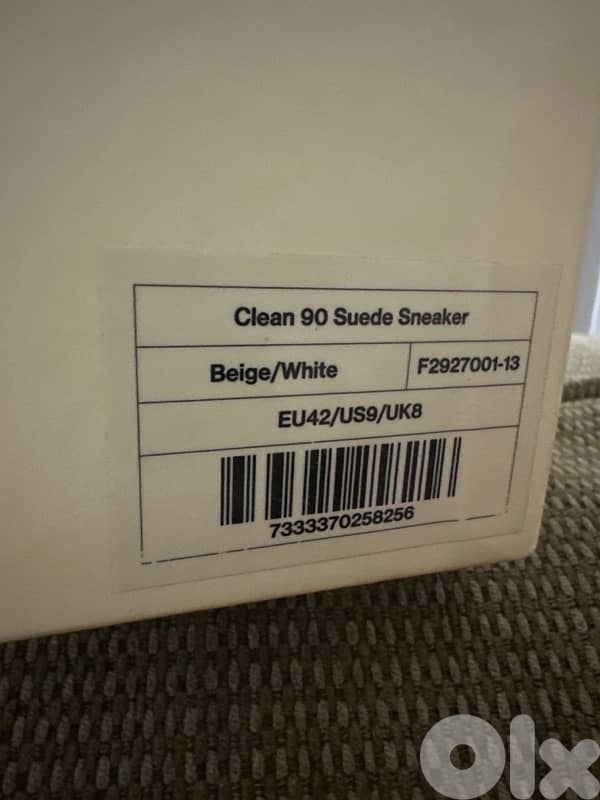 Clean 90 Suede Sneaker
Beige/White F2927001-13
EU42/US9/UK8
7333370258256
Olx